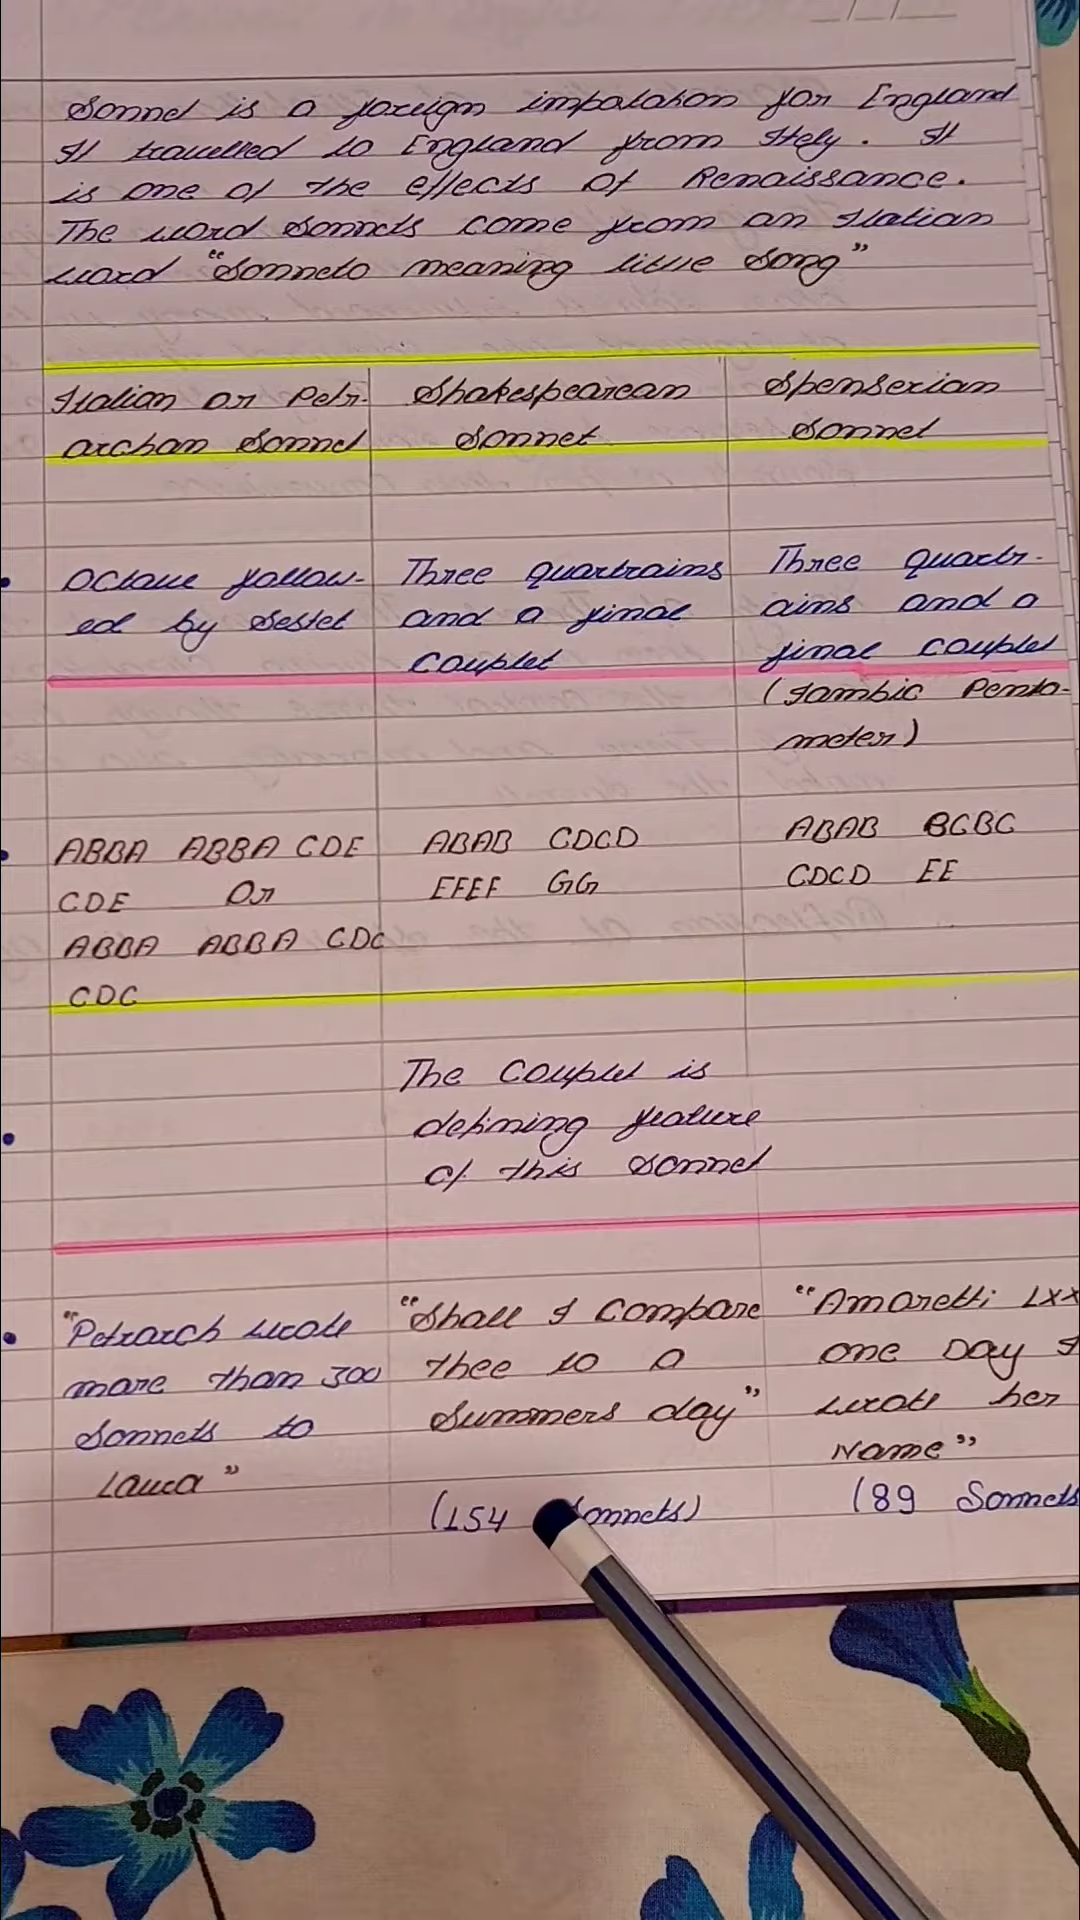 Sonnet is a foreign impotation for England
It travelled to England from Itely. It
is one of the effects of Renaissance.
The word Sonnets come from an Italian
word "Sonneto meaning little Song"
Italian or Petr-
archan Sonnet
Octave follow-
ed by Sestet
ABBA ABBA CDE
CDE Or
ABBA ABBA CDC
CDC
"Petrarch wrote
more than 300
Sonnets to
Laura"
Shakespearean
Sonnet
Three quartrains
and a final
couplet
ABAB CDCD
EFEF GG
The Couplet is
defining feature
of this sonnet
"Shall I Compare
thee to a
Summers day"
(154 Sonnets)
Spenserian
Sonnet
Three quartr-
ains and a
final couplet
(Iambic Penta-
meter)
ABAB BCBC
CDCD EE
"Amoretti LXX
one Day I
wrote her
Name"
(89 Sonnets